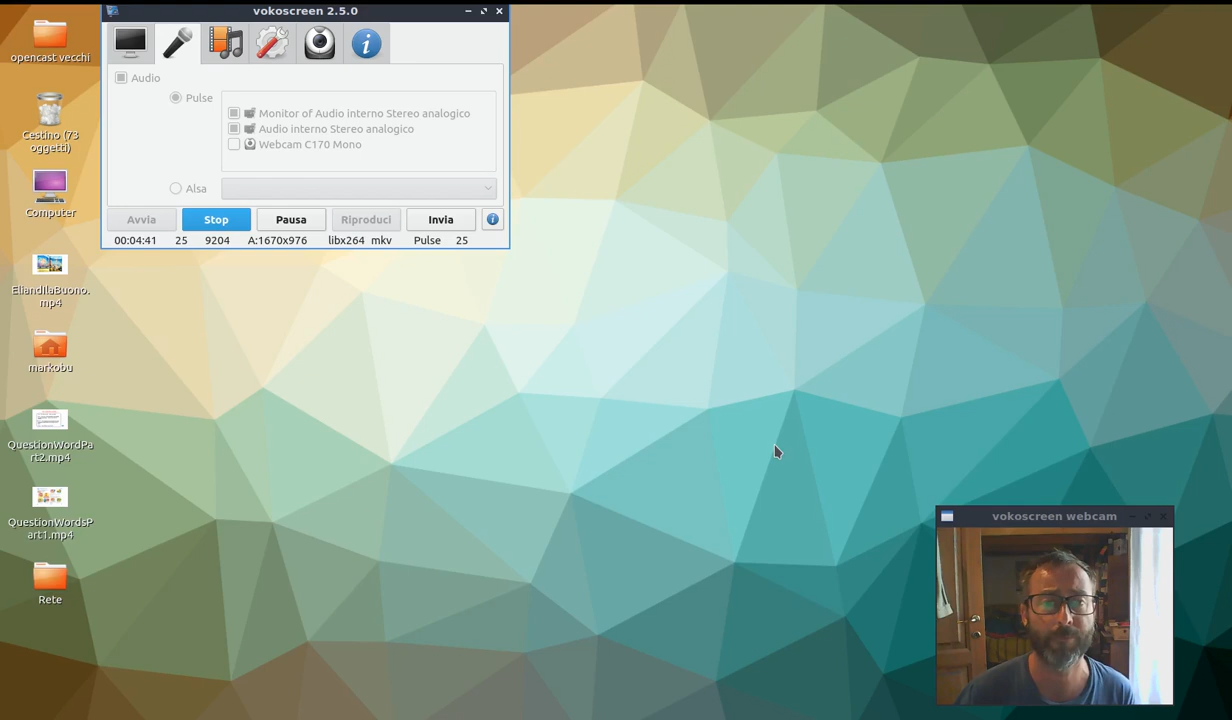 vokoscreen 2.5.0
opencast vecchi
Cestino (73
oggetti)
Computer
EliandIlaBuono.
mp4
markobu
QuestionWordPa
rt2.mp4
QuestionWordsP
art1.mp4
Rete
Audio
Pulse
Monitor of Audio interno Stereo analogico
Audio interno Stereo analogico
Webcam C170 Mono
Alsa
Avvia Stop Pausa Riproduci Invia
00:04:41 25 9204 A:1670x976 libx264 mkv Pulse 25
vokoscreen webcam